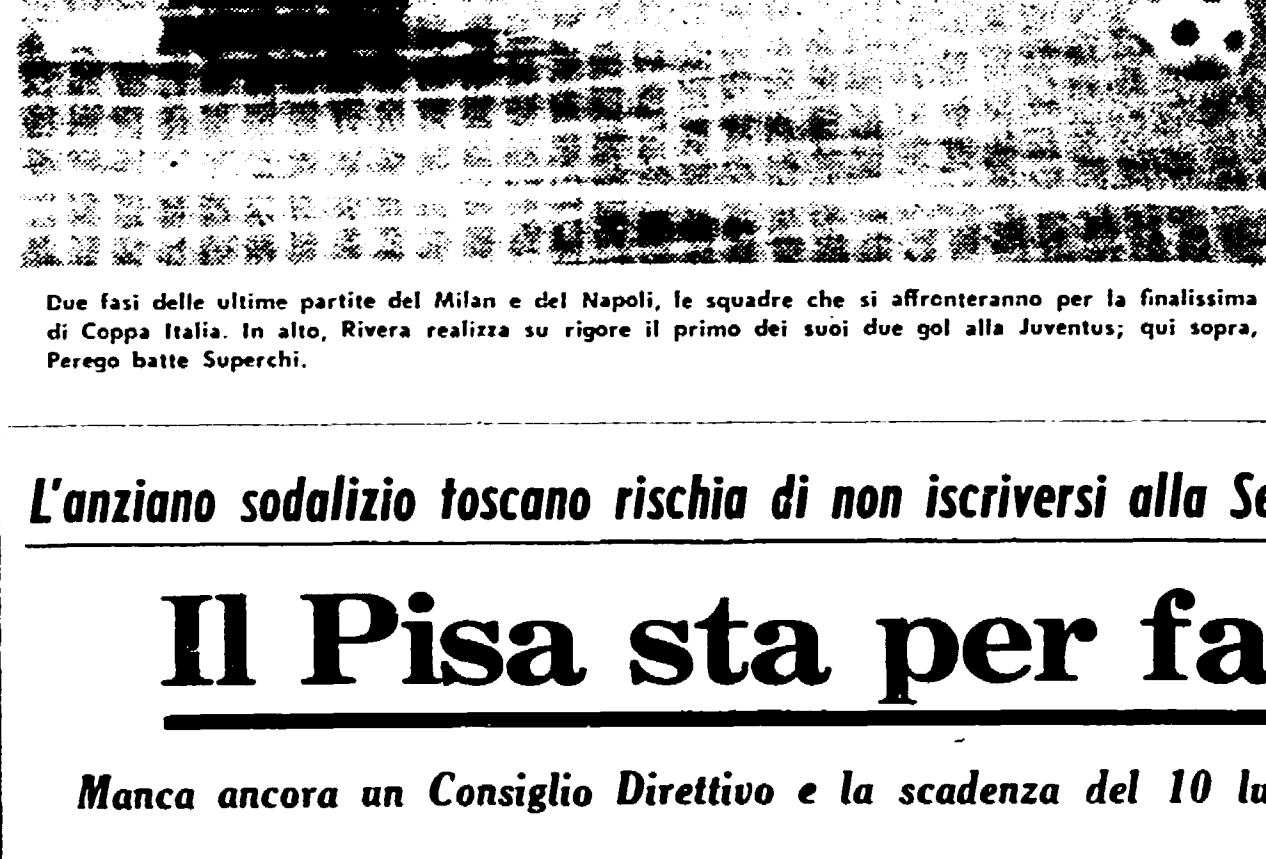 Due fasi delle ultime partite del Milan e del Napoli, le squadre che si affronteranno per la finalissima
di Coppa Italia. In alto, Rivera realizza su rigore il primo dei suoi due gol alla Juventus; qui sopra,
Perego batte Superchi.
L'anziano sodalizio toscano rischia di non iscriversi alla Se
Il Pisa sta per fa
Manca ancora un Consiglio Direttivo e la scadenza del 10 lu